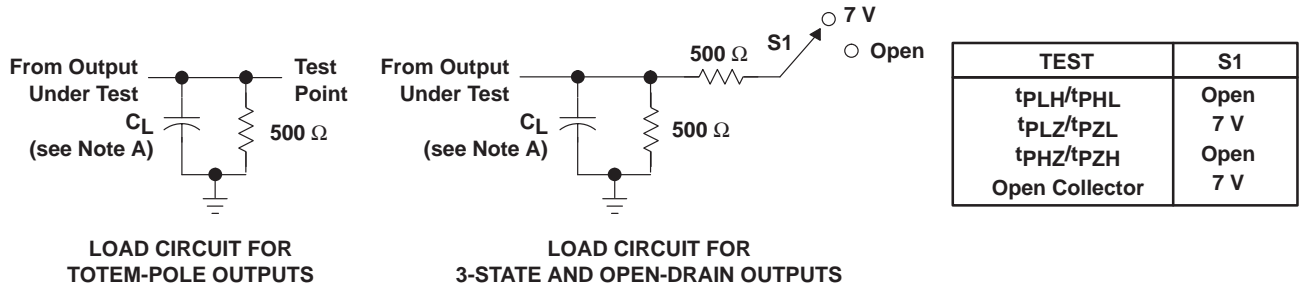 From Output
Under Test
Test
Point
CL
(see Note A)
500 Ω
LOAD CIRCUIT FOR
TOTEM-POLE OUTPUTS
From Output
Under Test
CL
(see Note A)
500 Ω
500 Ω
S1
7 V
Open
LOAD CIRCUIT FOR
3-STATE AND OPEN-DRAIN OUTPUTS
TEST S1
tPLH/tPHL Open
tPLZ/tPZL 7 V
tPHZ/tPZH Open
Open Collector 7 V